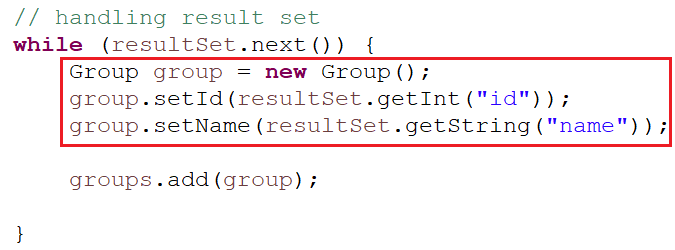 // handling result set
while (resultSet.next()) {
Group group = new Group();
group.setId(resultSet.getInt("id"));
group.setName(resultSet.getString("name"));
groups.add(group);
}